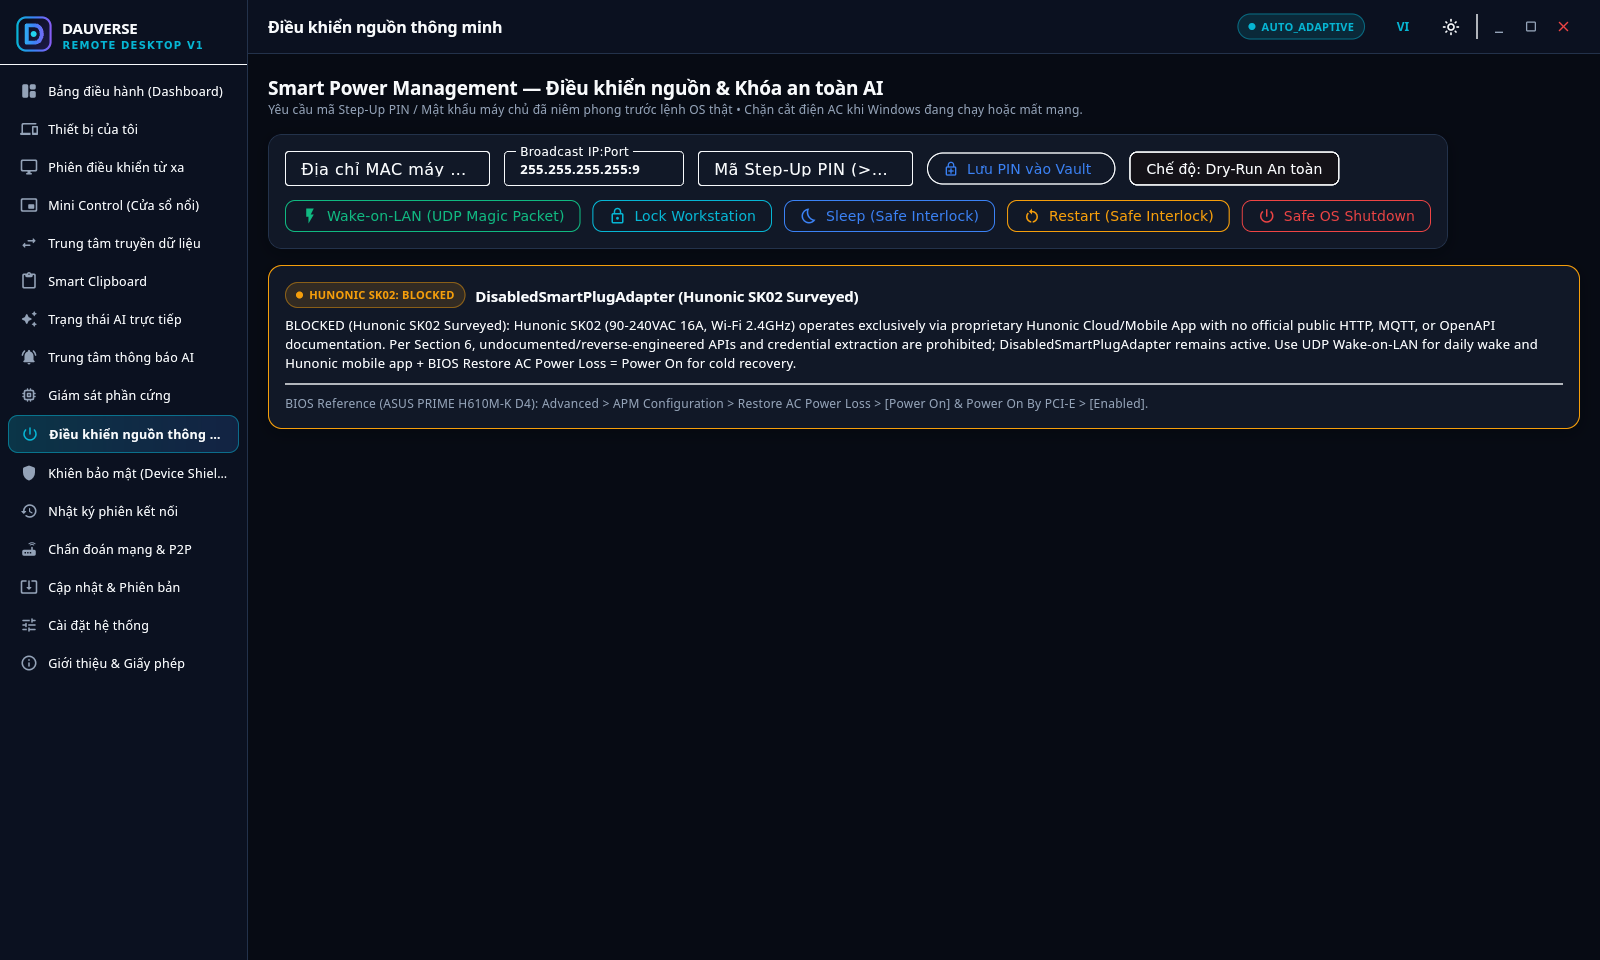 DAUVERSE
REMOTE DESKTOP V1
Bảng điều hành (Dashboard)
Thiết bị của tôi
Phiên điều khiển từ xa
Mini Control (Cửa sổ nổi)
Trung tâm truyền dữ liệu
Smart Clipboard
Trạng thái AI trực tiếp
Trung tâm thông báo AI
Giám sát phần cứng
Điều khiển nguồn thông ...
Khiên bảo mật (Device Shiel...
Nhật ký phiên kết nối
Chẩn đoán mạng & P2P
Cập nhật & Phiên bản
Cài đặt hệ thống
Giới thiệu & Giấy phép
Điều khiển nguồn thông minh
AUTO_ADAPTIVE
VI
Smart Power Management — Điều khiển nguồn & Khóa an toàn AI
Yêu cầu mã Step-Up PIN / Mật khẩu máy chủ đã niêm phong trước lệnh OS thật • Chặn cắt điện AC khi Windows đang chạy hoặc mất mạng.
Địa chỉ MAC máy ...
Broadcast IP:Port
255.255.255.255:9
Mã Step-Up PIN (>...
Lưu PIN vào Vault
Chế độ: Dry-Run An toàn
Wake-on-LAN (UDP Magic Packet)
Lock Workstation
Sleep (Safe Interlock)
Restart (Safe Interlock)
Safe OS Shutdown
HUNONIC SK02: BLOCKED
DisabledSmartPlugAdapter (Hunonic SK02 Surveyed)
BLOCKED (Hunonic SK02 Surveyed): Hunonic SK02 (90-240VAC 16A, Wi-Fi 2.4GHz) operates exclusively via proprietary Hunonic Cloud/Mobile App with no official public HTTP, MQTT, or OpenAPI
documentation. Per Section 6, undocumented/reverse-engineered APIs and credential extraction are prohibited; DisabledSmartPlugAdapter remains active. Use UDP Wake-on-LAN for daily wake and
Hunonic mobile app + BIOS Restore AC Power Loss = Power On for cold recovery.
BIOS Reference (ASUS PRIME H610M-K D4): Advanced > APM Configuration > Restore AC Power Loss > [Power On] & Power On By PCI-E > [Enabled].